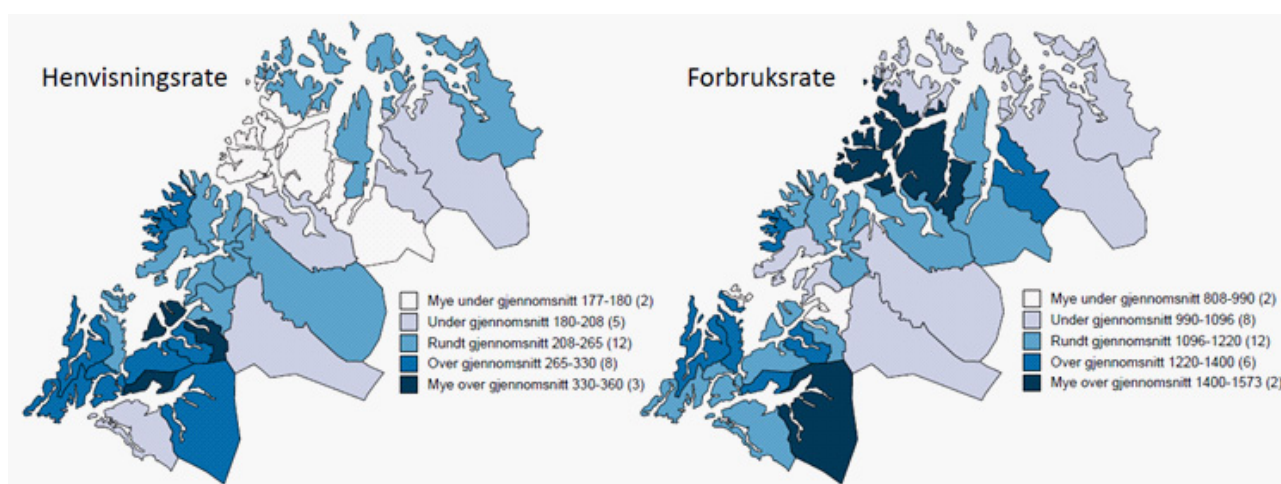 Henvisningsrate
Mye under gjennomsnitt 177-180 (2)
Under gjennomsnitt 180-208 (5)
Rundt gjennomsnitt 208-265 (12)
Over gjennomsnitt 265-330 (8)
Mye over gjennomsnitt 330-360 (3)
Forbruksrate
Mye under gjennomsnitt 808-990 (2)
Under gjennomsnitt 990-1096 (8)
Rundt gjennomsnitt 1096-1220 (12)
Over gjennomsnitt 1220-1400 (6)
Mye over gjennomsnitt 1400-1573 (2)